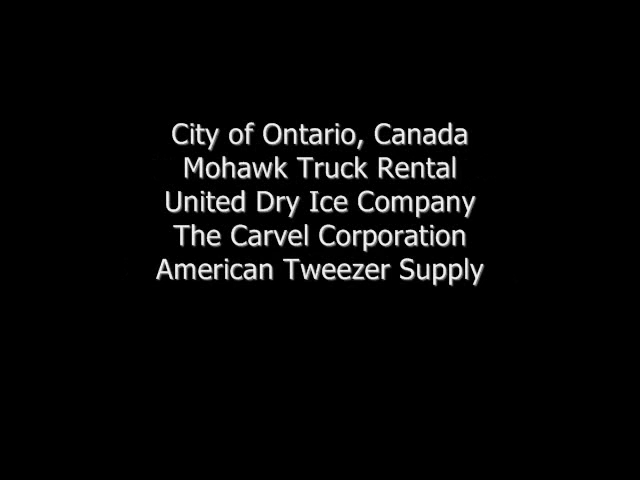 City of Ontario, Canada
Mohawk Truck Rental
United Dry Ice Company
The Carvel Corporation
American Tweezer Supply